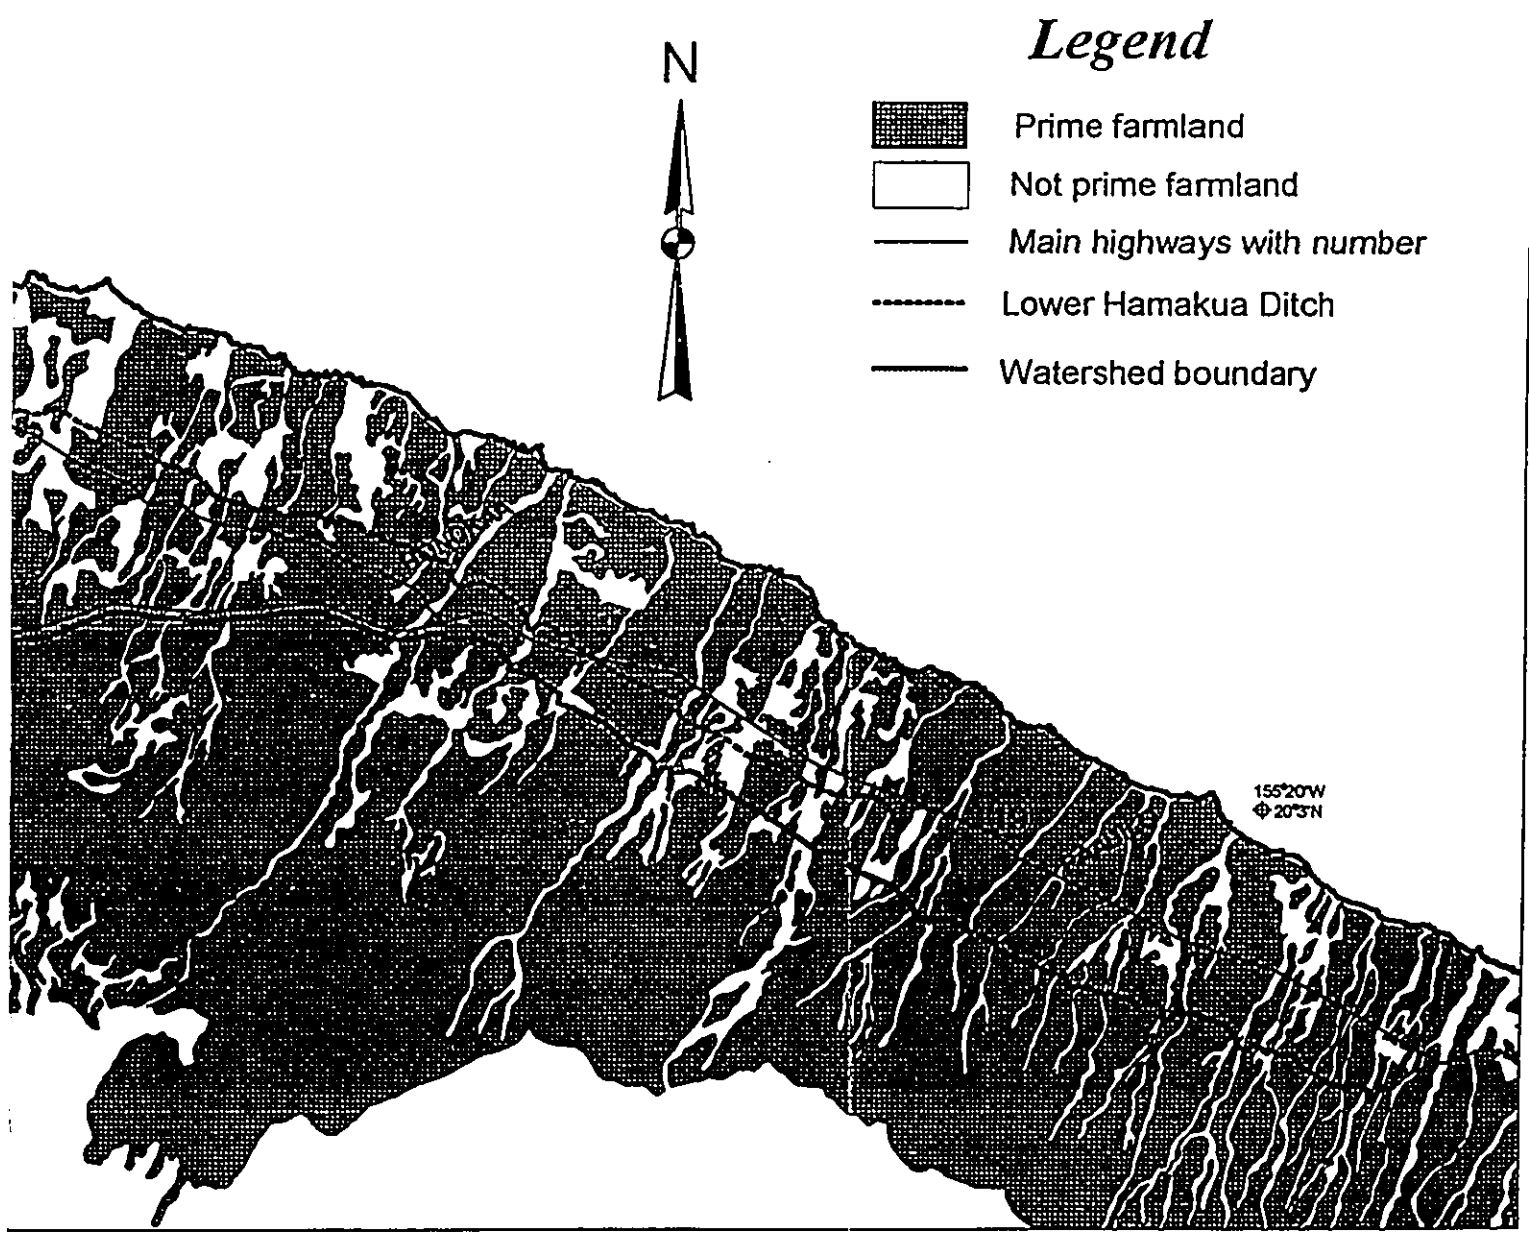 N
Legend
Prime farmland
Not prime farmland
Main highways with number
Lower Hamakua Ditch
Watershed boundary
155°20'W
20°3'N